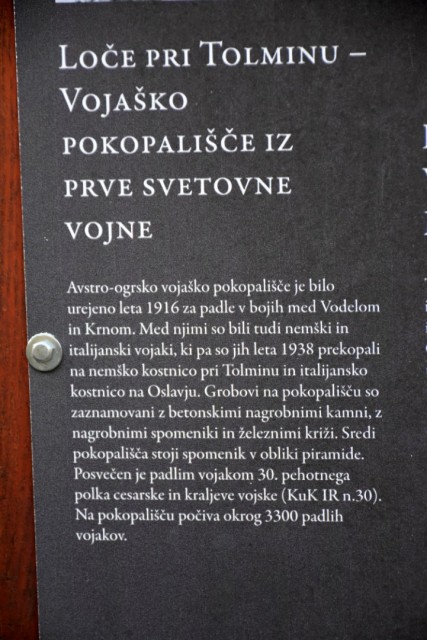 Loče pri Tolminu –
Vojaško
pokopališče iz
prve svetovne
vojne
Avstro-ogrsko vojaško pokopališče je bilo
urejeno leta 1916 za padle v bojih med Vodelom
in Krnom. Med njimi so bili tudi nemški in
italijanski vojaki, ki pa so jih leta 1938 prekopali
na nemško kostnico pri Tolminu in italijansko
kostnico na Oslavju. Grobovi na pokopališču so
zaznamovani z betonskimi nagrobnimi kamni, z
nagrobnimi spomeniki in železnimi križi. Sredi
pokopališča stoji spomenik v obliki piramide.
Posvečen je padlim vojakom 30. pehotnega
polka cesarske in kraljeve vojske (KuK IR n.30).
Na pokopališču počiva okrog 3300 padlih
vojakov.